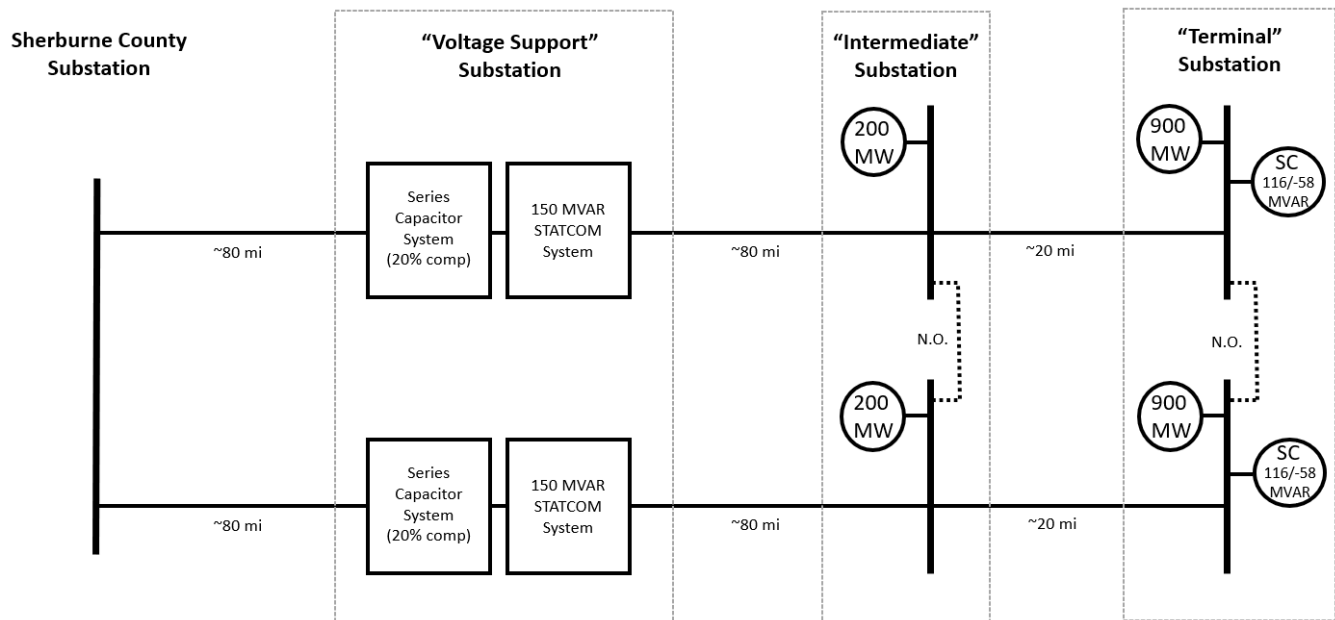 Sherburne County
Substation
“Voltage Support”
Substation
“Intermediate”
Substation
“Terminal”
Substation
200
MW
900
MW
SC
116/-58
MVAR
Series
Capacitor
System
(20% comp)
150 MVAR
STATCOM
System
~80 mi
~80 mi
~20 mi
N.O.
N.O.
200
MW
900
MW
SC
116/-58
MVAR
Series
Capacitor
System
(20% comp)
150 MVAR
STATCOM
System
~80 mi
~80 mi
~20 mi